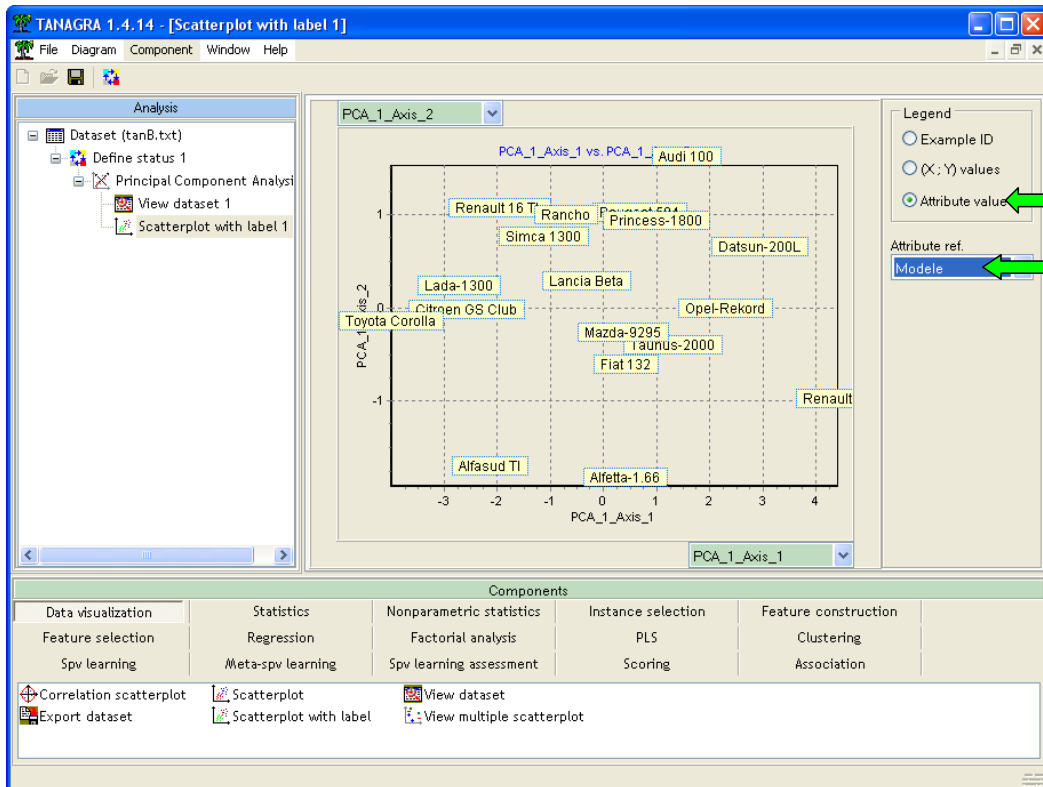 TANAGRA 1.4.14 - [Scatterplot with label 1]
File Diagram Component Window Help
Analysis
Dataset (tanB.txt)
Define status 1
Principal Component Analysi
View dataset 1
Scatterplot with label 1
PCA_1_Axis_2
PCA_1_Axis_1 vs. PCA_1_
Audi 100
Renault 16 TL
Rancho
Peugeot 504
Princess-1800
Simca 1300
Datsun-200L
Lancia Beta
Lada-1300
Citroen GS Club
Opel-Rekord
Toyota Corolla
Mazda-9295
Taunus-2000
Fiat 132
Renault
Alfasud TI
Alfetta-1.66
1
0
-1
PCA_1_Axis_2
-3 -2 -1 0 1 2 3 4
PCA_1_Axis_1
PCA_1_Axis_1
Legend
Example ID
(X ; Y) values
Attribute value
Attribute ref.
Modele
Components
Data visualization Statistics Nonparametric statistics Instance selection Feature construction
Feature selection Regression Factorial analysis PLS Clustering
Spv learning Meta-spv learning Spv learning assessment Scoring Association
Correlation scatterplot Scatterplot View dataset
Export dataset Scatterplot with label View multiple scatterplot